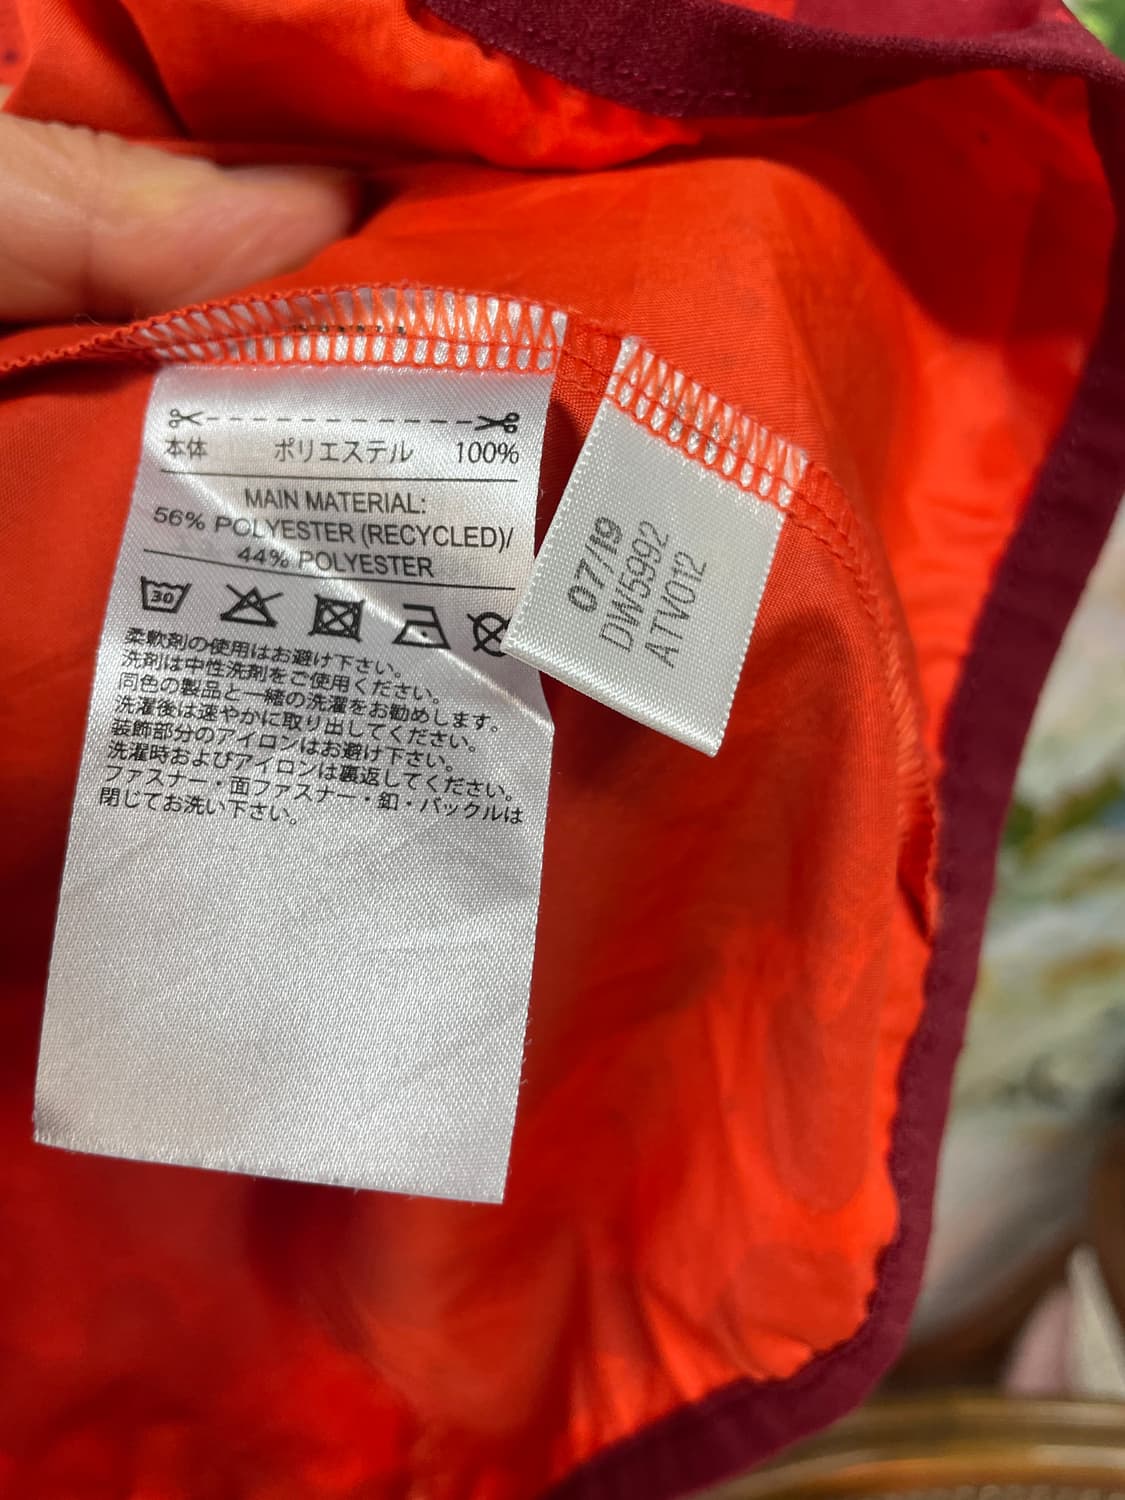 本体 ポリエステル 100%
MAIN MATERIAL:
56% POLYESTER (RECYCLED)/
44% POLYESTER
30
柔軟剤の使用はお避け下さい。
洗剤は中性洗剤をご使用ください。
同色の製品と一緒の洗濯をお勧めします。
洗濯後は速やかに取り出してください。
装飾部分のアイロンはお避け下さい。
洗濯時およびアイロンは裏返してください。
ファスナー・面ファスナー・釦・バックルは
閉じてお洗い下さい。
07/19
DW5992
ATV012